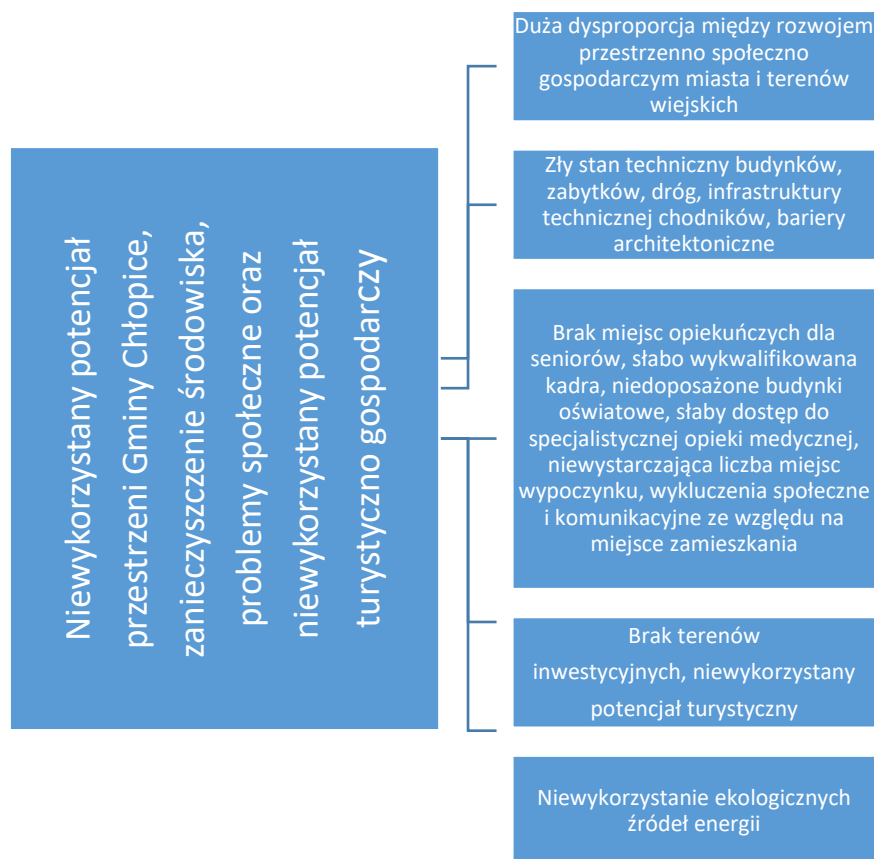 Niewykorzystany potencjał
przestrzeni Gminy Chłopice,
zanieczyszczenie środowiska,
problemy społeczne oraz
niewykorzystany potencjał
turystyczno gospodarczy
Duża dysproporcja między rozwojem
przestrzenno społeczno
gospodarczym miasta i terenów
wiejskich
Zły stan techniczny budynków,
zabytków, dróg, infrastruktury
technicznej chodników, bariery
architektoniczne
Brak miejsc opiekuńczych dla
seniorów, słabo wykwalifikowana
kadra, niedoposażone budynki
oświatowe, słaby dostęp do
specjalistycznej opieki medycznej,
niewystarczająca liczba miejsc
wypoczynku, wykluczenia społeczne
i komunikacyjne ze względu na
miejsce zamieszkania
Brak terenów
inwestycyjnych, niewykorzystany
potencjał turystyczny
Niewykorzystanie ekologicznych
źródeł energii